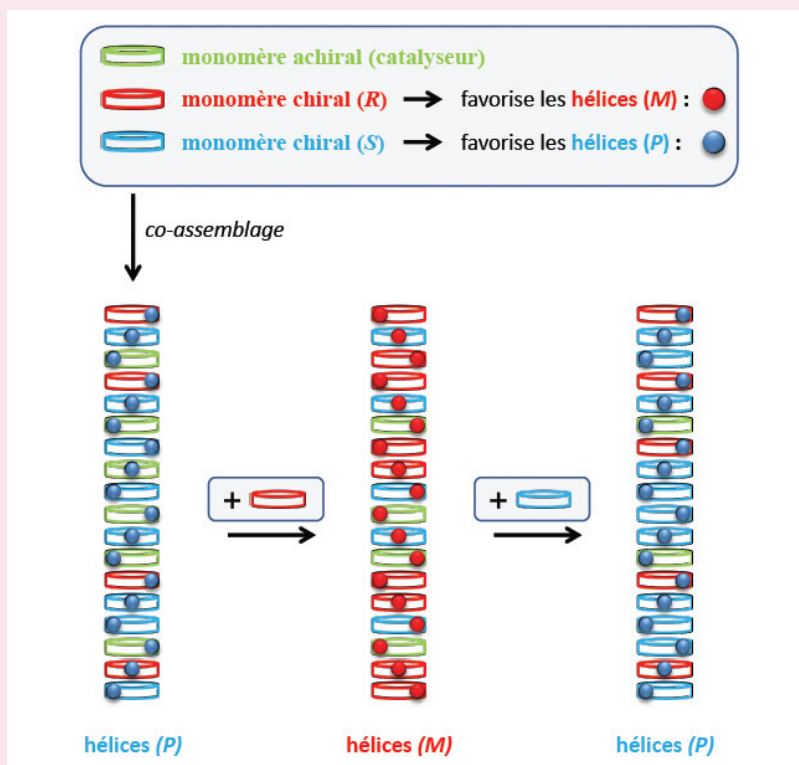 monomère achiral (catalyseur)
monomère chiral (R) → favorise les hélices (M) :
monomère chiral (S) → favorise les hélices (P) :
co-assemblage
+
+
hélices (P)
hélices (M)
hélices (P)